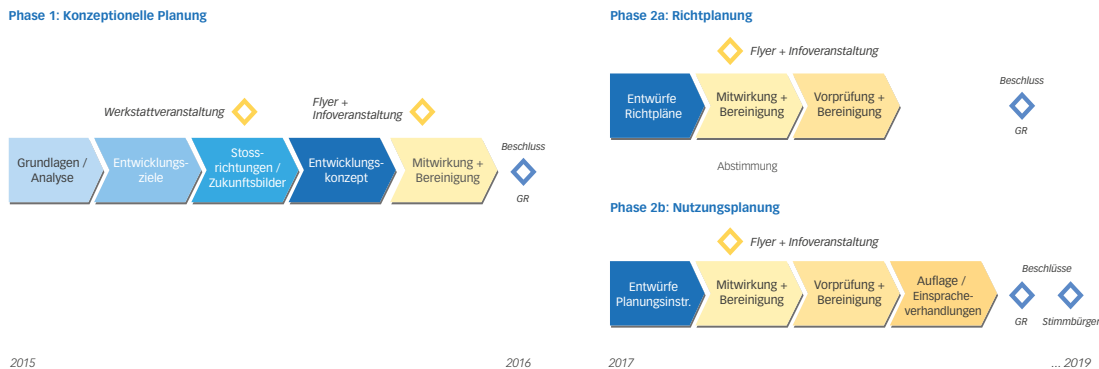 Phase 1: Konzeptionelle Planung
Werkstattveranstaltung
Flyer +
Infoveranstaltung
Grundlagen /
Analyse
Entwicklungs-
ziele
Stoss-
richtungen /
Zukunftsbilder
Entwicklungs-
konzept
Mitwirkung +
Bereinigung
Beschluss
GR
2015
2016
Phase 2a: Richtplanung
Flyer + Infoveranstaltung
Entwürfe
Richtpläne
Mitwirkung +
Bereinigung
Vorprüfung +
Bereinigung
Beschluss
GR
Abstimmung
Phase 2b: Nutzungsplanung
Flyer + Infoveranstaltung
Entwürfe
Planungsinstr.
Mitwirkung +
Bereinigung
Vorprüfung +
Bereinigung
Auflage /
Einsprache-
verhandlungen
Beschlüsse
GR
Stimmbürger
2017
... 2019